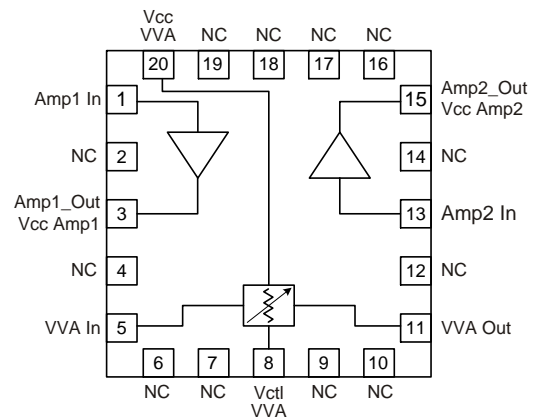 Vcc
VVA
NC
NC
NC
NC
20
19
18
17
16
Amp1 In
1
15
Amp2_Out
Vcc Amp2
NC
2
14
NC
Amp1_Out
Vcc Amp1
3
13
Amp2 In
NC
4
12
NC
VVA In
5
11
VVA Out
6
7
8
9
10
NC
NC
Vctl
VVA
NC
NC